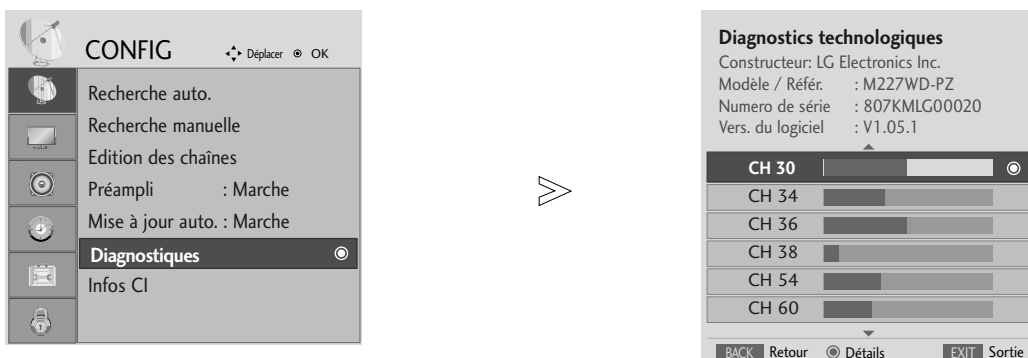 CONFIG Déplacer OK
Recherche auto.
Recherche manuelle
Edition des chaînes
Préampli : Marche
Mise à jour auto. : Marche
Diagnostiques
Infos CI
Diagnostics technologiques
Constructeur: LG Electronics Inc.
Modèle / Référ. : M227WD-PZ
Numero de série : 807KMLG00020
Vers. du logiciel : V1.05.1
CH 30
CH 34
CH 36
CH 38
CH 54
CH 60
BACK Retour Détails EXIT Sortie